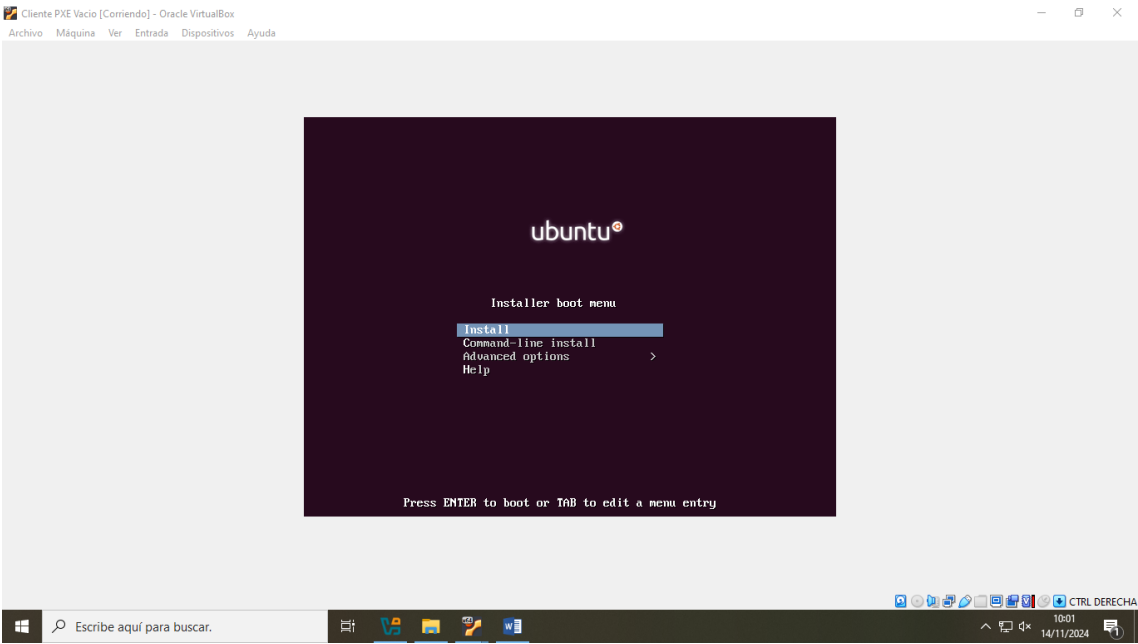 Cliente PXE Vacio [Corriendo] - Oracle VirtualBox
Archivo Máquina Ver Entrada Dispositivos Ayuda
ubuntu
Installer boot menu
Install
Command-line install
Advanced options >
Help
Press ENTER to boot or TAB to edit a menu entry
CTRL DERECHA
Escribe aquí para buscar.
10:01
14/11/2024
1